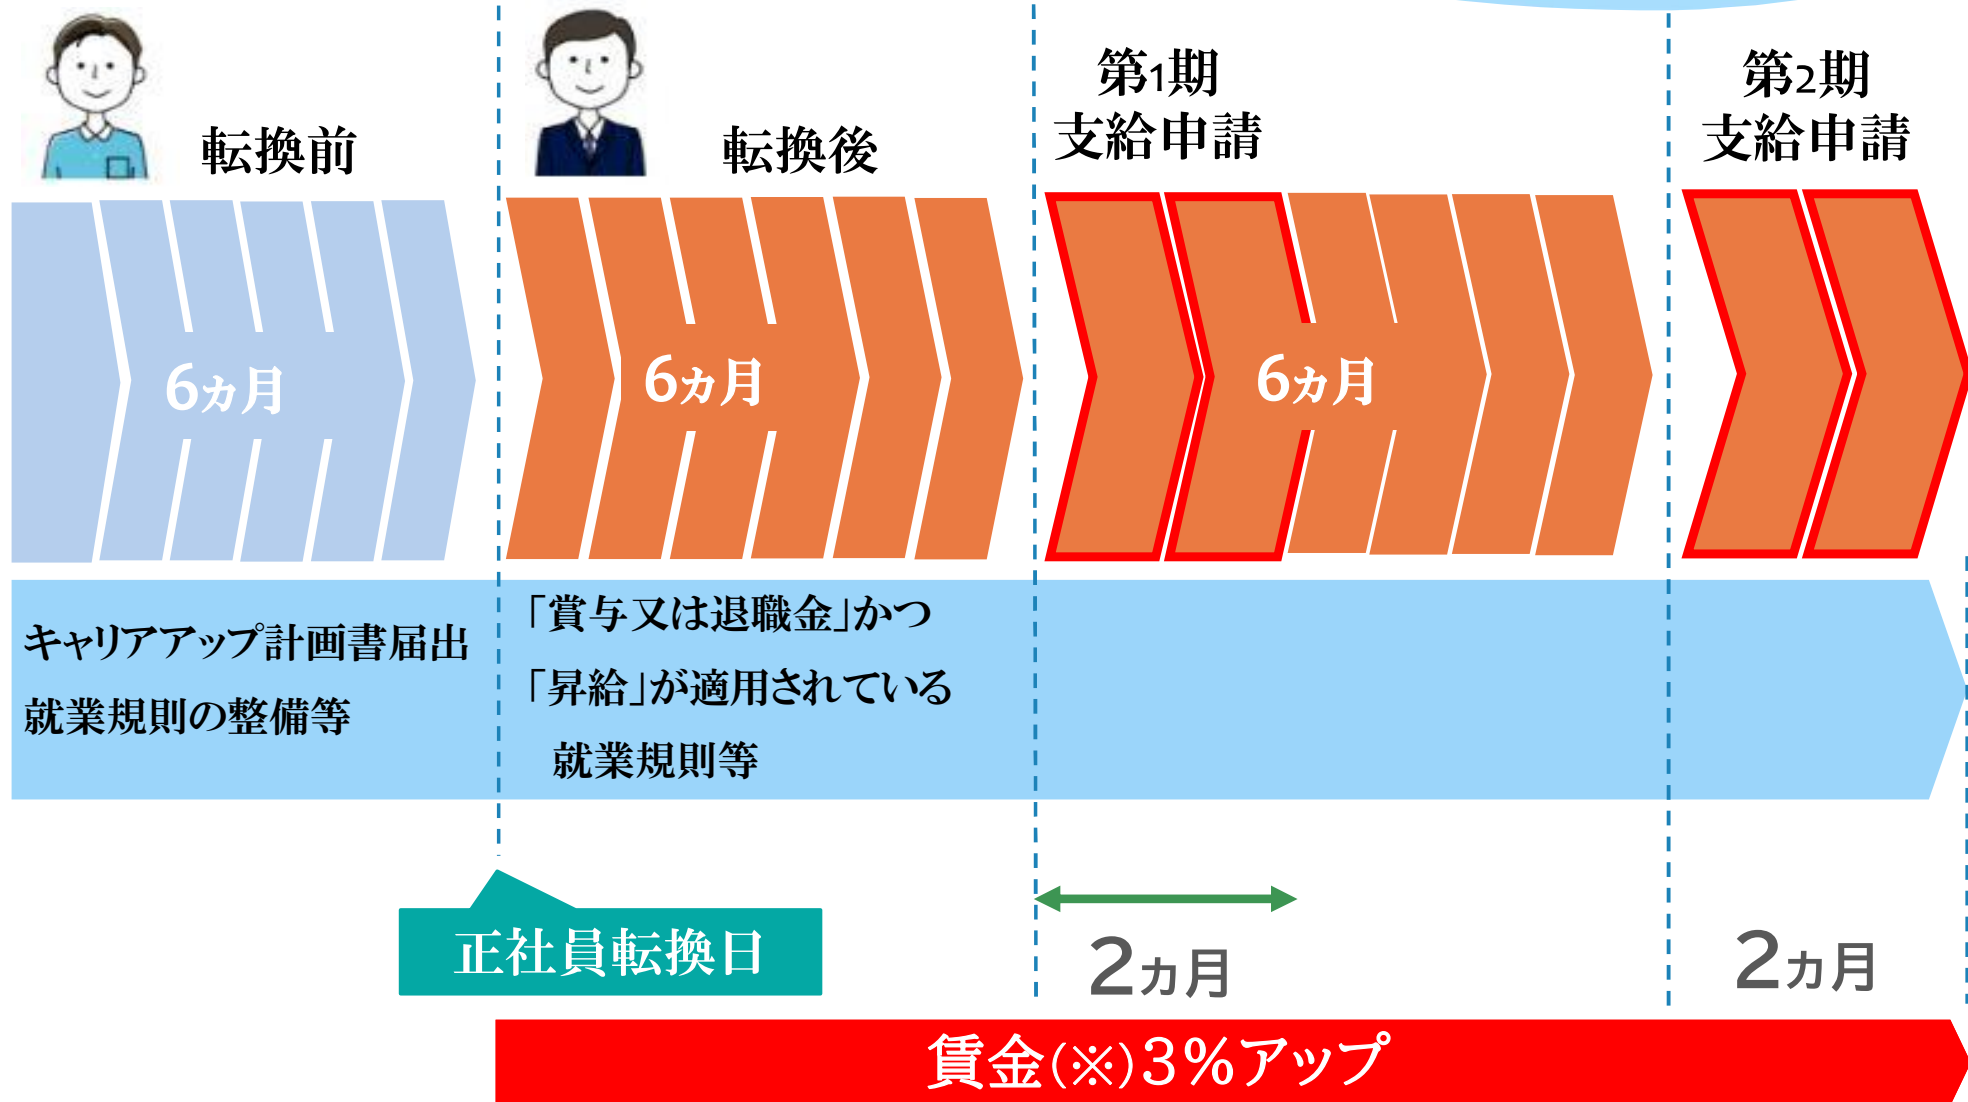 転換前
転換後
第1期
支給申請
第2期
支給申請
6ヵ月
6ヵ月
6ヵ月
キャリアアップ計画書届出
就業規則の整備等
「賞与又は退職金」かつ
「昇給」が適用されている
就業規則等
正社員転換日
2ヵ月
2ヵ月
賃金(※)3%アップ